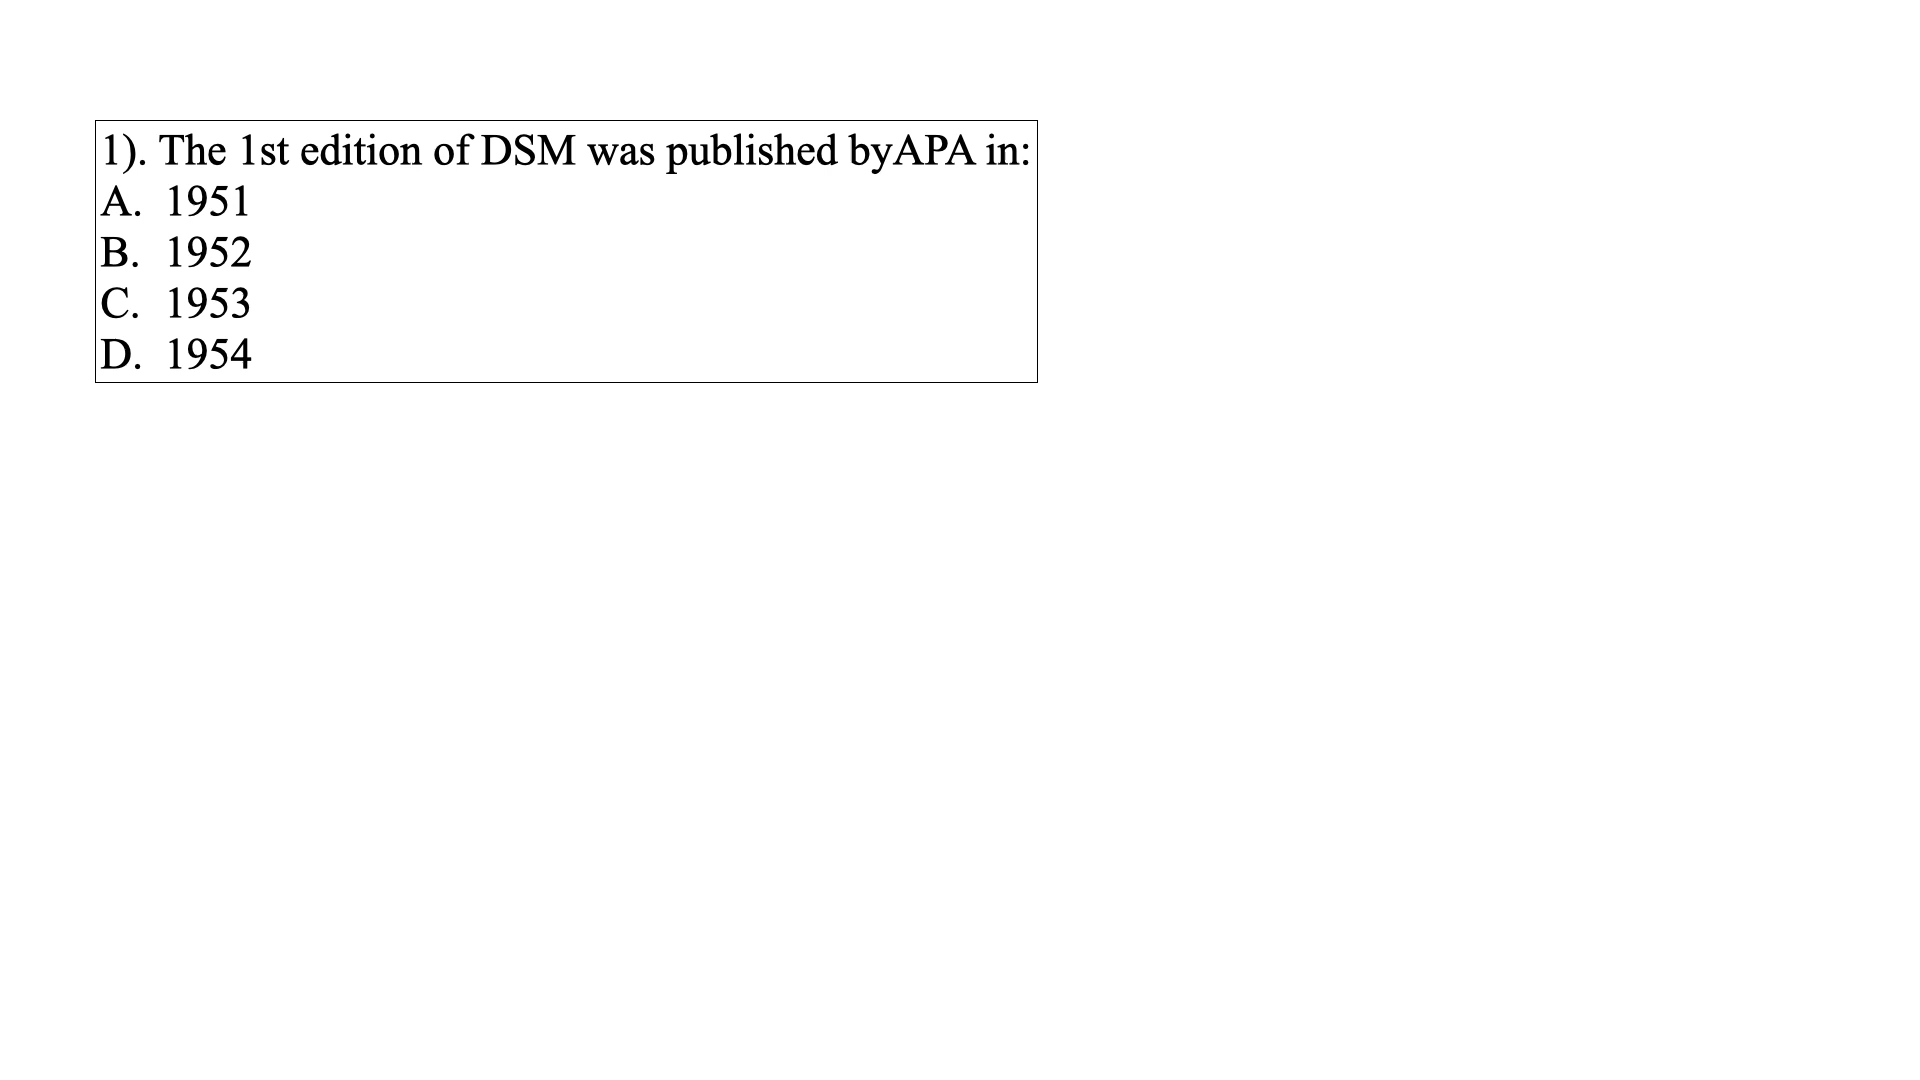 1). The 1st edition of DSM was published byAPA in:
A. 1951
B. 1952
C. 1953
D. 1954